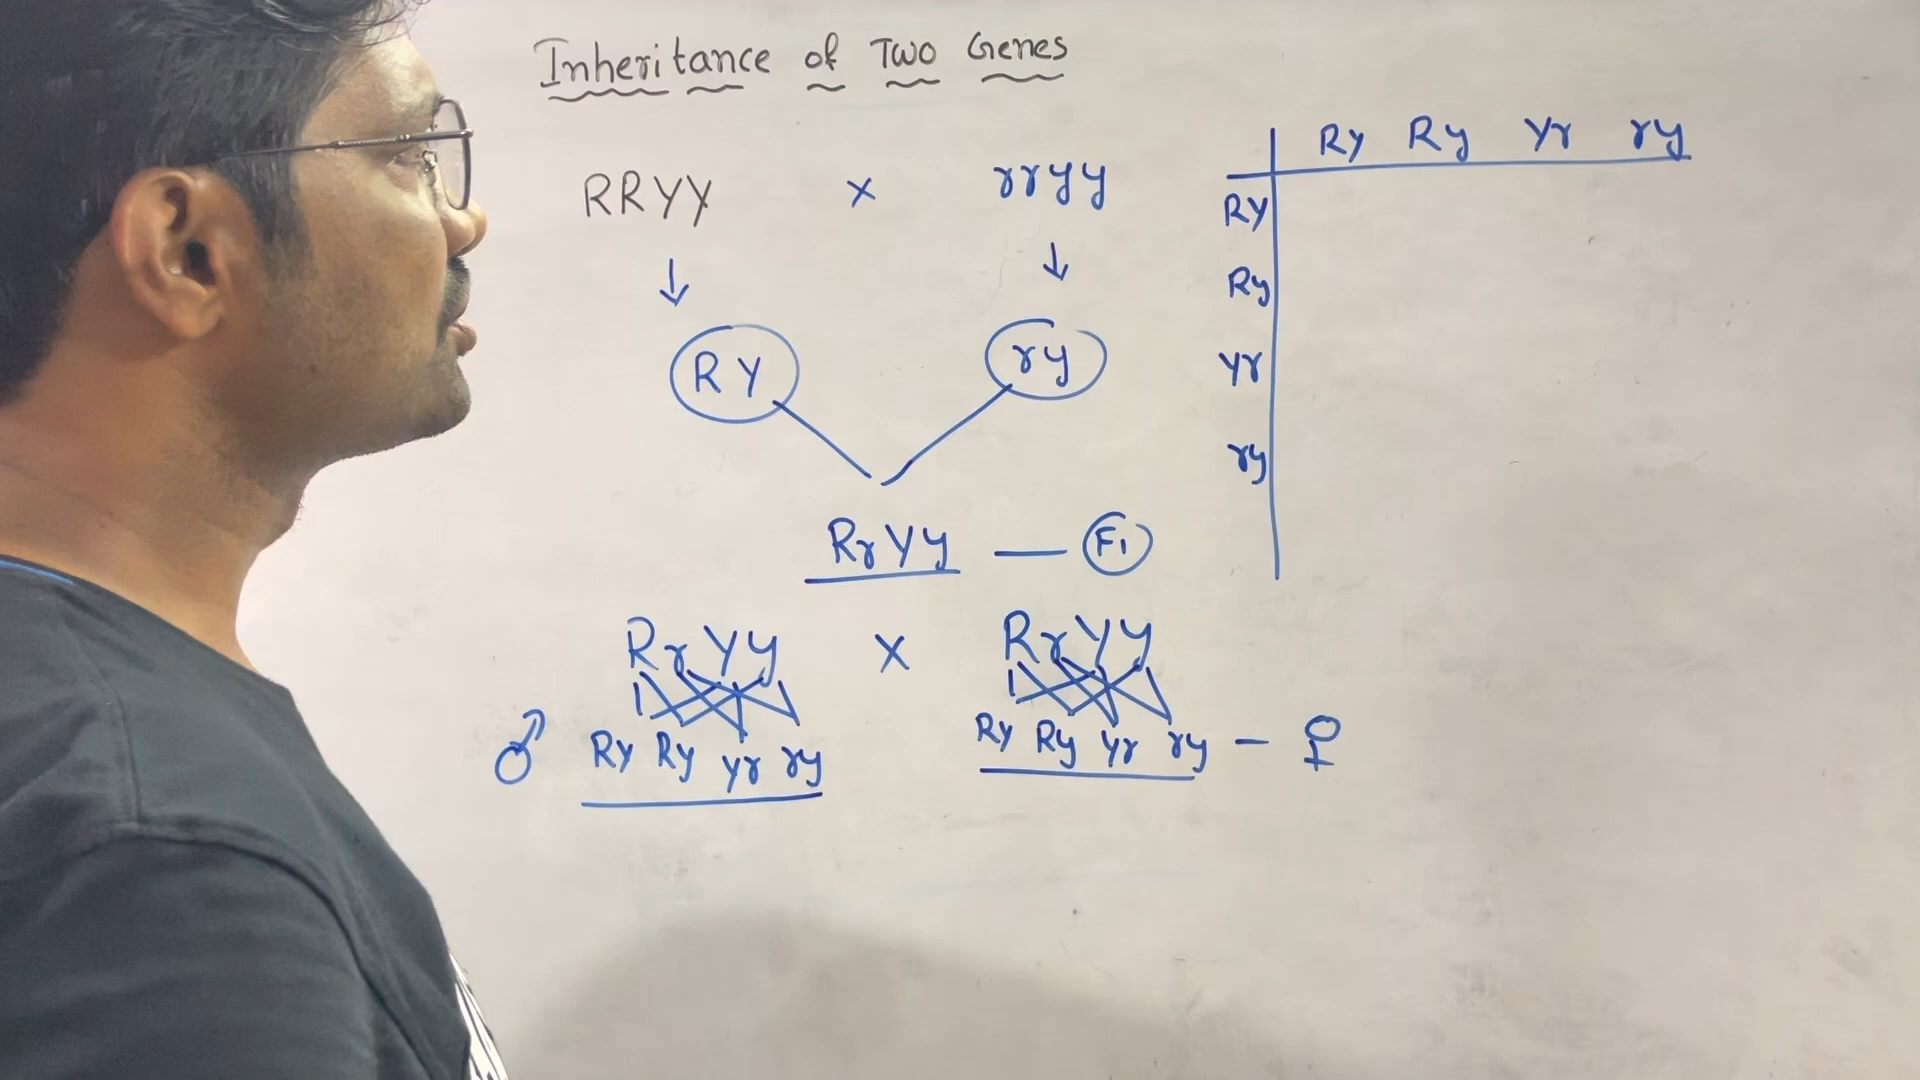 Inheritance of Two Genes
RRYY × rryy
↓ ↓
RY ry
RrYy — F1
RrYy × RrYy
♂ RY Ry Yr ry
RY Ry Yr ry — ♀
RY Ry Yr ry
RY
Ry
Yr
ry